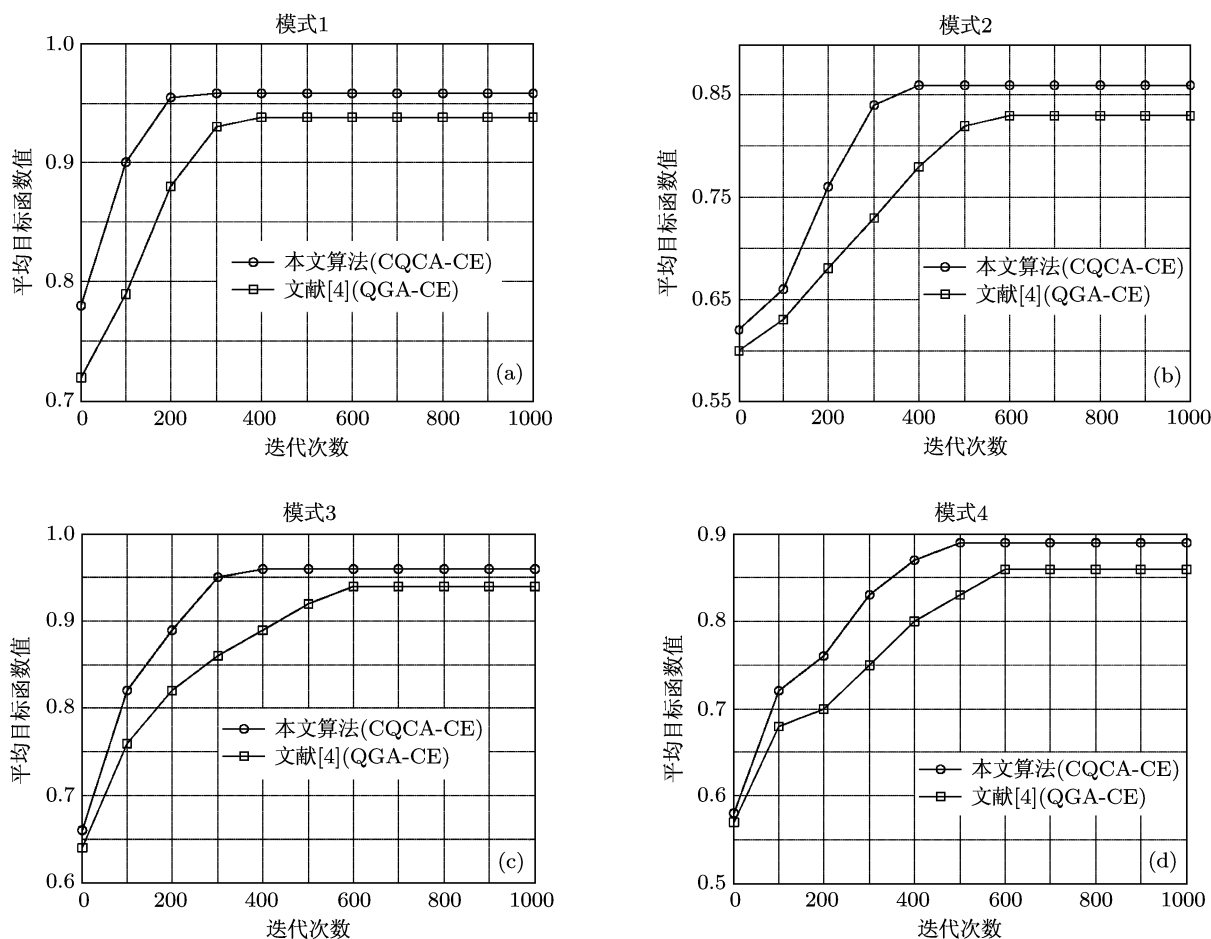 模式1
1.0
0.9
0.8
0.7
平均目标函数值
本文算法(CQCA-CE)
文献[4](QGA-CE)
(a)
0 200 400 600 800 1000
迭代次数
模式2
0.85
0.75
0.65
0.55
平均目标函数值
本文算法(CQCA-CE)
文献[4](QGA-CE)
(b)
0 200 400 600 800 1000
迭代次数
模式3
1.0
0.9
0.8
0.7
0.6
平均目标函数值
本文算法(CQCA-CE)
文献[4](QGA-CE)
(c)
0 200 400 600 800 1000
迭代次数
模式4
0.9
0.8
0.7
0.6
0.5
平均目标函数值
本文算法(CQCA-CE)
文献[4](QGA-CE)
(d)
0 200 400 600 800 1000
迭代次数